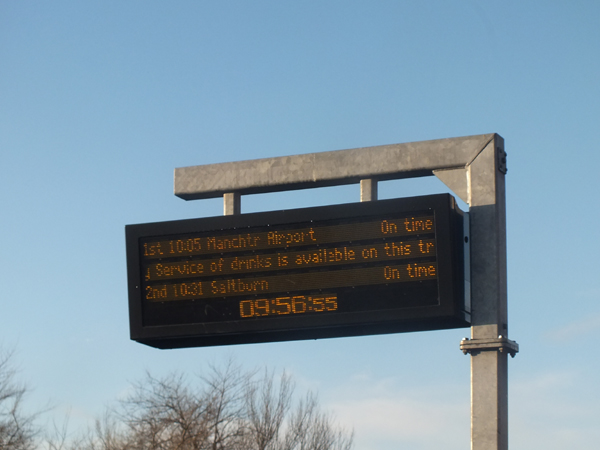 1st 10:05 Manchtr Airport On time
Service of drinks is available on this tr
2nd 10:31 Saltburn On time
09:56:55